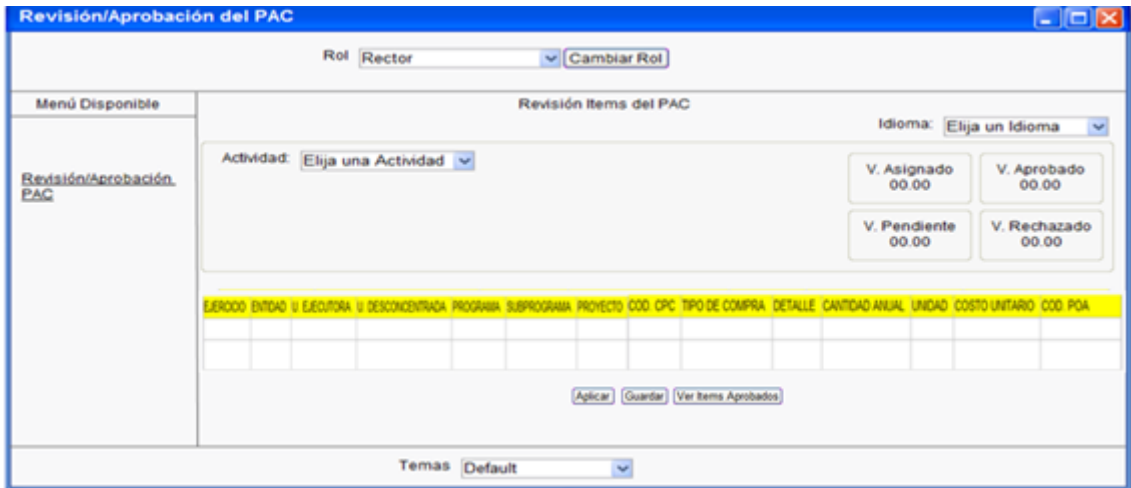 Revisión/Aprobación del PAC
Rol Rector Cambiar Rol
Menú Disponible
Revisión Items del PAC
Idioma: Elija un Idioma
Revisión/Aprobación
PAC
Actividad: Elija una Actividad
V. Asignado
00.00
V. Aprobado
00.00
V. Pendiente
00.00
V. Rechazado
00.00
EJERCICIO ENTIDAD U. EJECUTORA U. DESCONCENTRADA PROGRAMA SUBPROGRAMA PROYECTO COD. CPC TIPO DE COMPRA DETALLE CANTIDAD ANUAL UNIDAD COSTO UNITARIO COD. POA
Aplicar Guardar Ver Items Aprobados
Temas Default